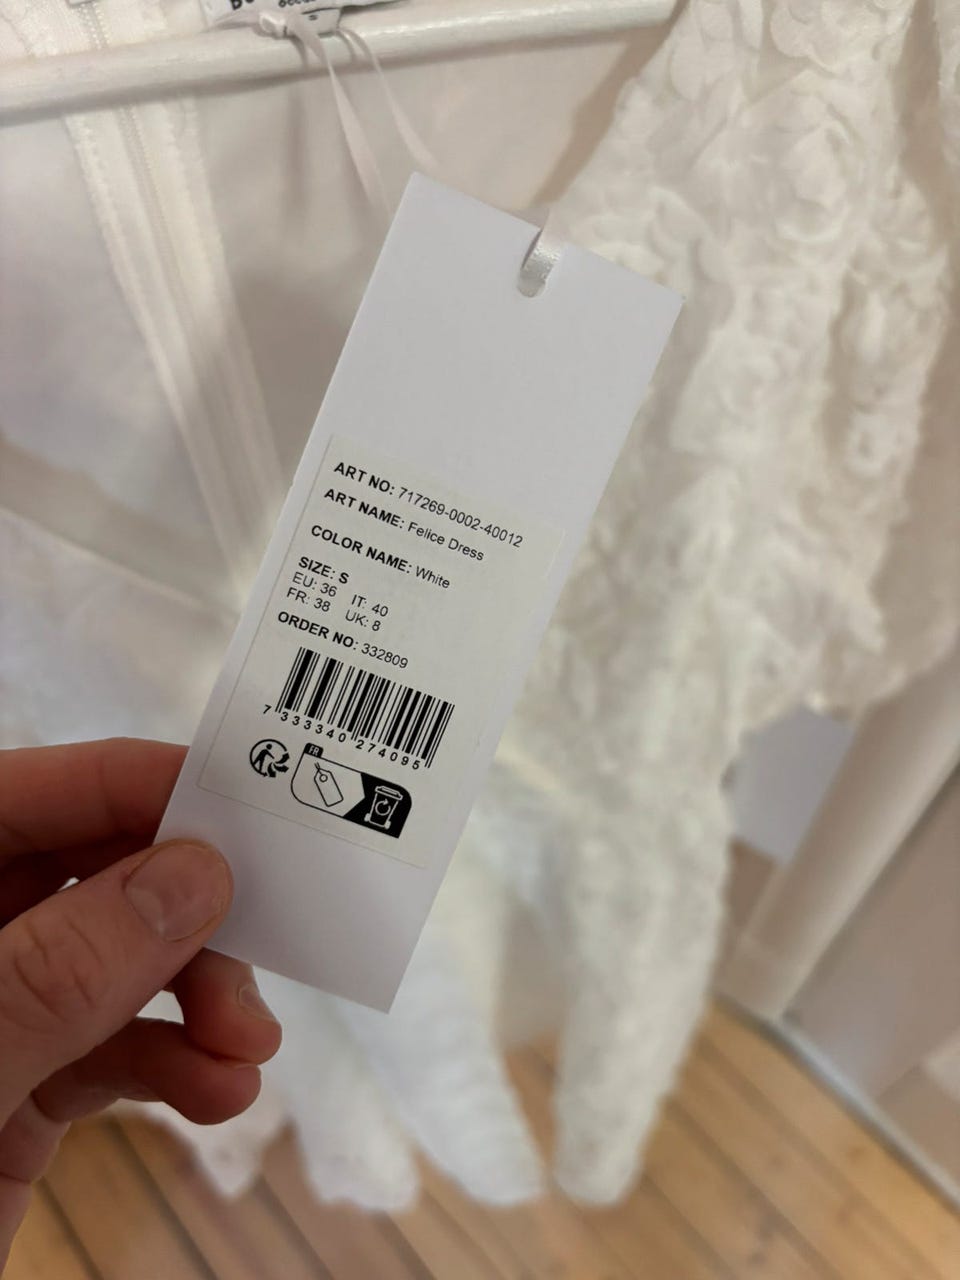 ART NO: 717269-0002-40012
ART NAME: Felice Dress
COLOR NAME: White
SIZE: S
EU: 36 IT: 40
FR: 38 UK: 8
ORDER NO: 332809
7 333340 274095
FR